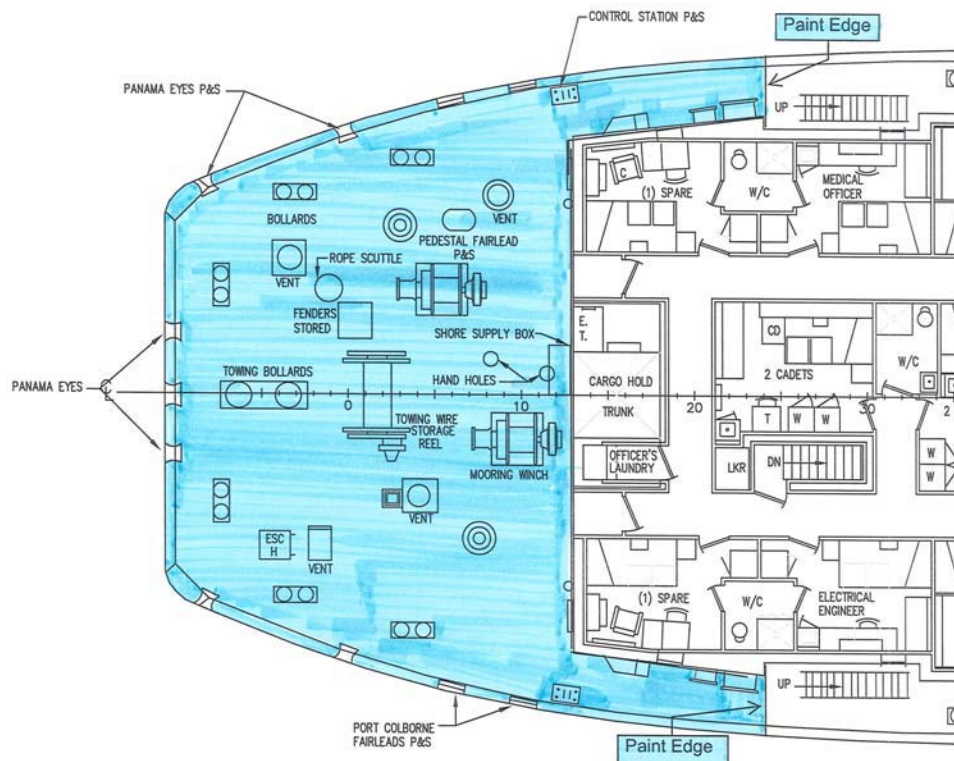 CONTROL STATION P&S
Paint Edge
PANAMA EYES P&S
UP
C
(1) SPARE
W/C
MEDICAL
OFFICER
BOLLARDS
VENT
PEDESTAL FAIRLEAD
P&S
ROPE SCUTTLE
VENT
FENDERS
STORED
SHORE SUPPLY BOX
E.
T.
CD
W/C
PANAMA EYES
TOWING BOLLARDS
HAND HOLES
CARGO HOLD
2 CADETS
0
10
20
30
TRUNK
T
W
W
2
TOWING WIRE
STORAGE
REEL
MOORING WINCH
OFFICER'S
LAUNDRY
LKR
DN
W
W
VENT
ESC
H
VENT
(1) SPARE
W/C
ELECTRICAL
ENGINEER
UP
PORT COLBORNE
FAIRLEADS P&S
Paint Edge